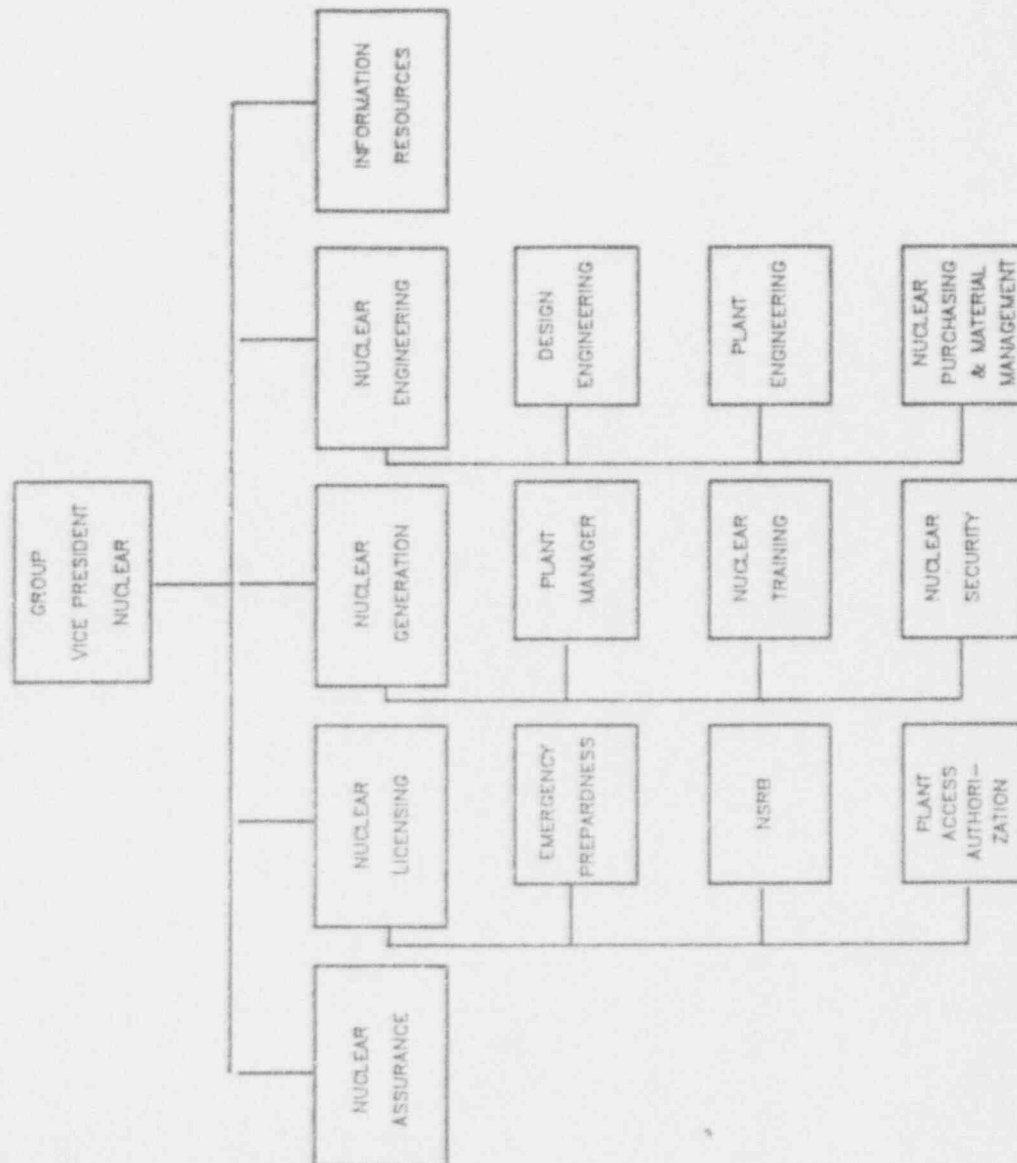 GROUP
VICE PRESIDENT
NUCLEAR
NUCLEAR
ASSURANCE
NUCLEAR
LICENSING
NUCLEAR
GENERATION
NUCLEAR
ENGINEERING
INFORMATION
RESOURCES
EMERGENCY
PREPARDNESS
PLANT
MANAGER
DESIGN
ENGINEERING
NSRB
NUCLEAR
TRAINING
PLANT
ENGINEERING
PLANT
ACCESS
AUTHORI-
ZATION
NUCLEAR
SECURITY
NUCLEAR
PURCHASING
& MATERIAL
MANAGEMENT